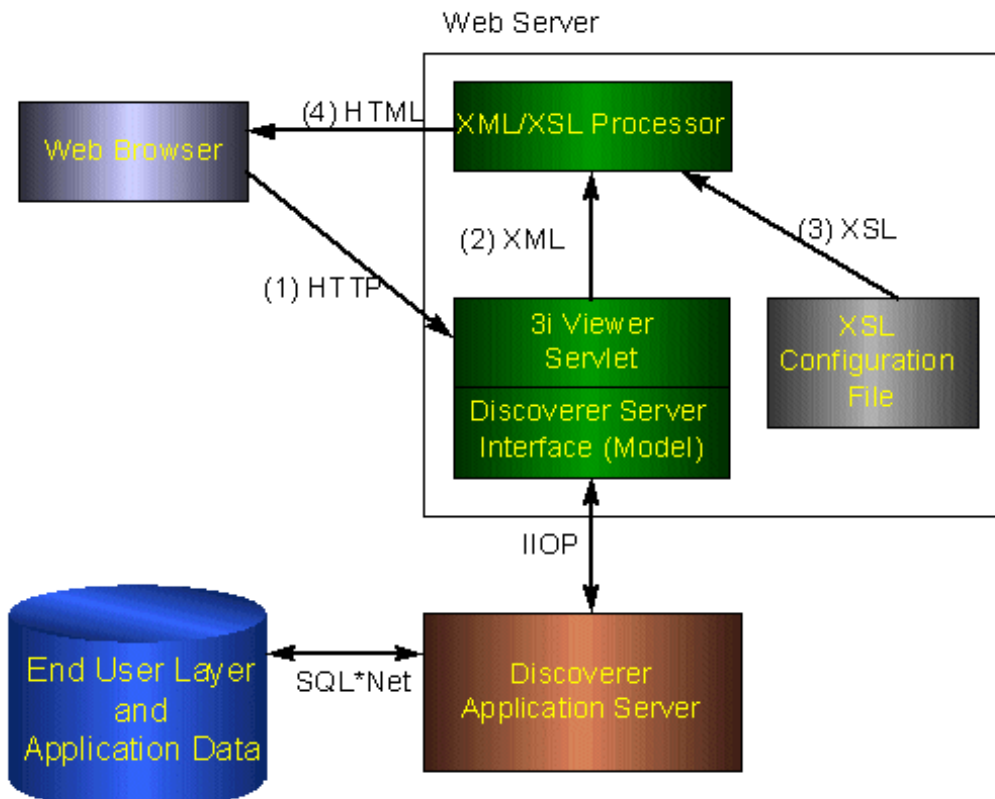 Web Server
(4) HTML
XML/XSL Processor
Web Browser
(2) XML
(3) XSL
(1) HTTP
3i Viewer
Servlet
Discoverer Server
Interface (Model)
XSL
Configuration
File
IIOP
End User Layer
and
Application Data
SQL*Net
Discoverer
Application Server